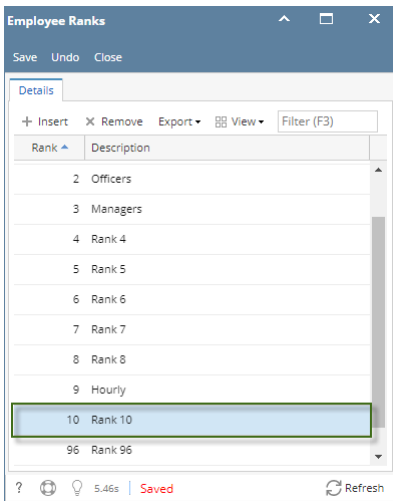 Employee Ranks
Save Undo Close
Details
Insert Remove Export View Filter (F3)
Rank Description
2 Officers
3 Managers
4 Rank 4
5 Rank 5
6 Rank 6
7 Rank 7
8 Rank 8
9 Hourly
10 Rank 10
96 Rank 96
? 5.46s Saved Refresh